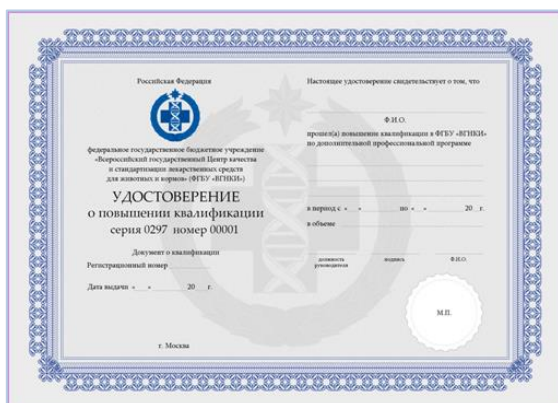 Российская Федерация
федеральное государственное бюджетное учреждение
«Всероссийский государственный Центр качества
и стандартизации лекарственных средств
для животных и кормов» (ФГБУ «ВГНКИ»)
УДОСТОВЕРЕНИЕ
о повышении квалификации
серия 0297 номер 00001
Документ о квалификации
Регистрационный номер
Дата выдачи « » 20 г.
г. Москва
Настоящее удостоверение свидетельствует о том, что
Ф.И.О.
прошел(а) повышение квалификации в ФГБУ «ВГНКИ»
по дополнительной профессиональной программе
в период с « » по « » 20 г.
в объеме
должность руководителя подпись Ф.И.О.
М.П.